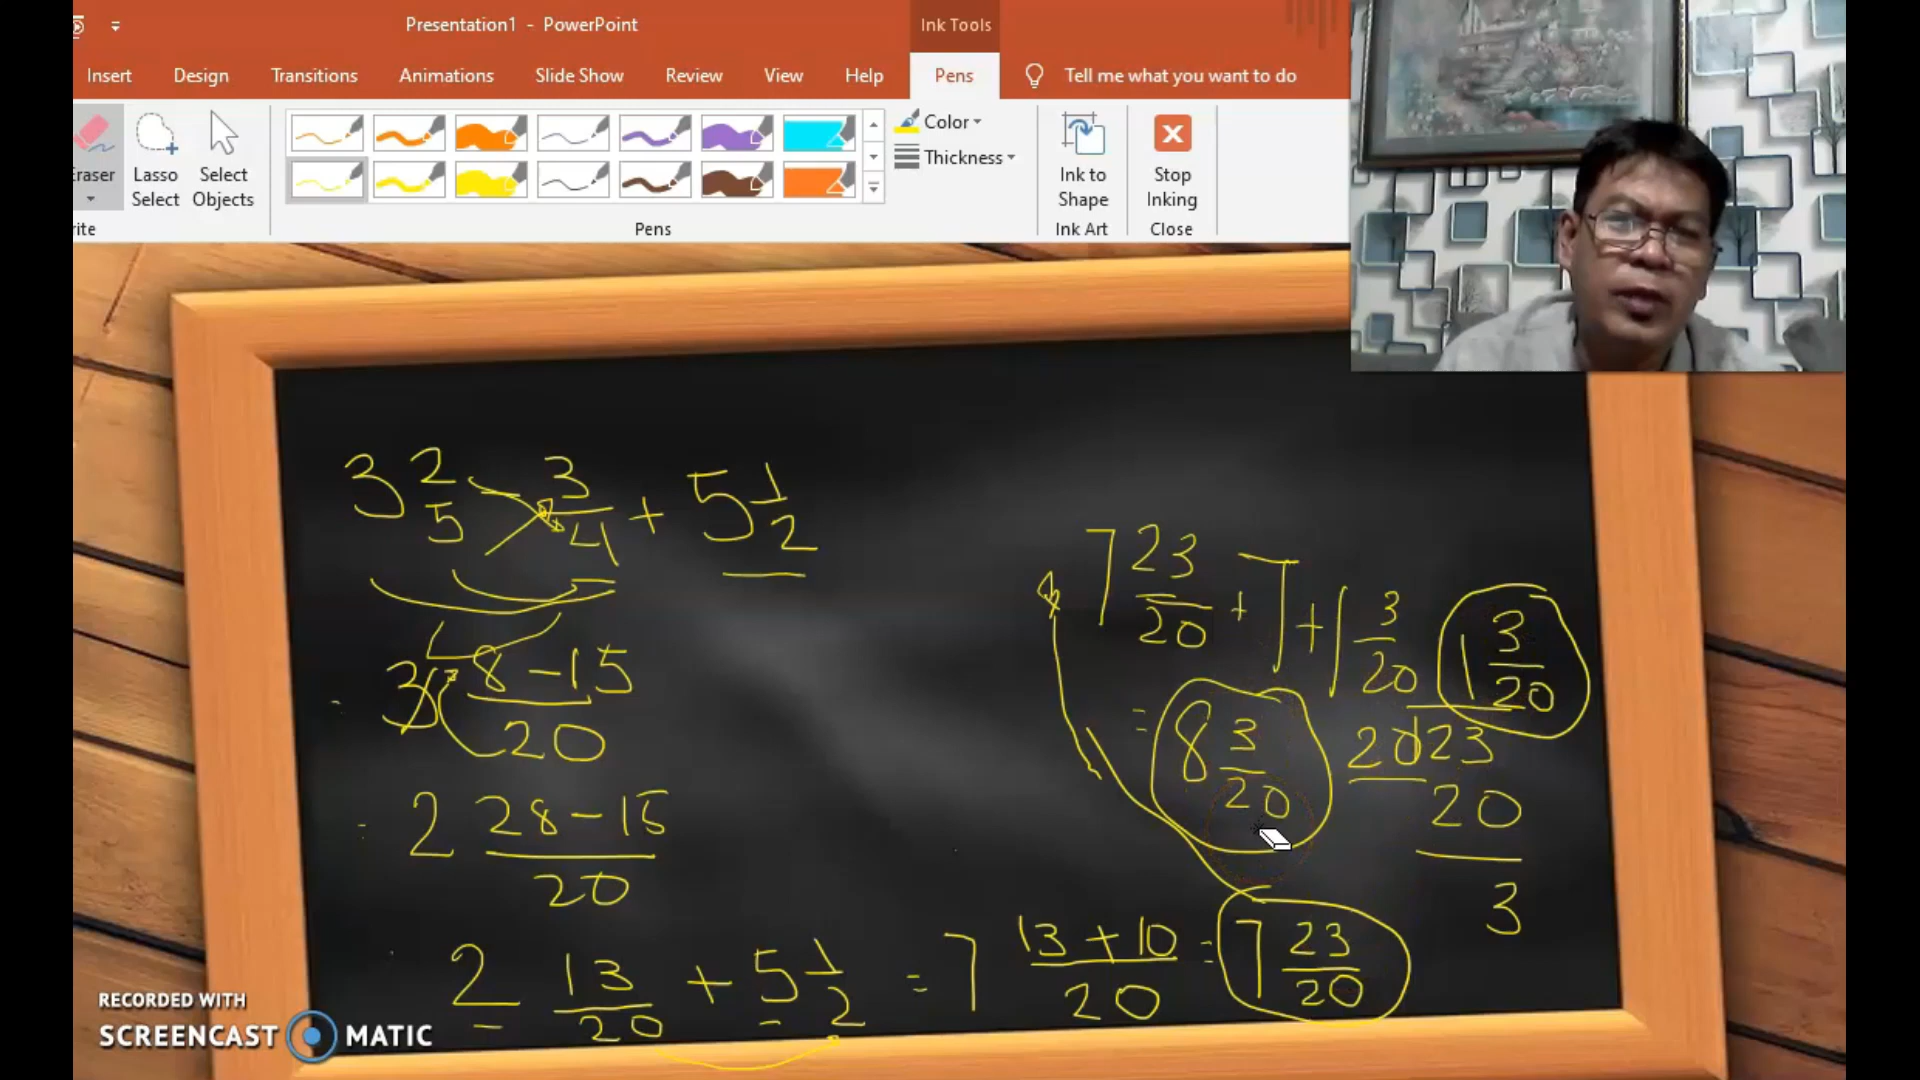 Presentation1 - PowerPoint
Ink Tools
Insert Design Transitions Animations Slide Show Review View Help Pens Tell me what you want to do
Eraser
Lasso Select
Select Objects
Color
Thickness
Ink to Shape
Stop Inking
rite
Pens
Ink Art
Close
3 2/5 - 3/4 + 5 1/2
= 3 8-15/20
= 2 28-15/20
2 13/20 + 5 1/2 = 7 13+10/20 = 7 23/20
7 23/20 = 7 + 1 3/20
= 8 3/20
1 3/20
20 23
20
3
RECORDED WITH
SCREENCAST MATIC